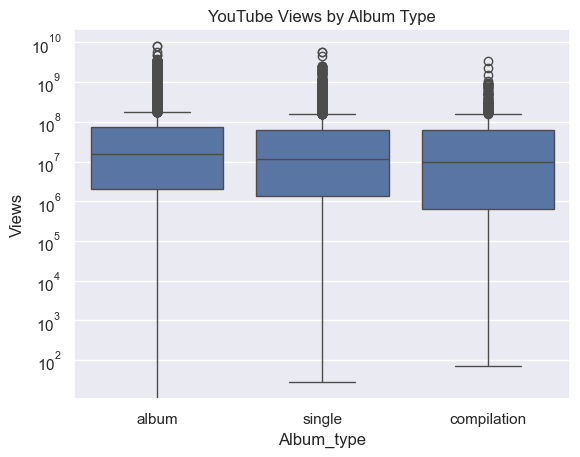 YouTube Views by Album Type
10^10
10^9
10^8
10^7
10^6
10^5
10^4
10^3
10^2
Views
album single compilation
Album_type